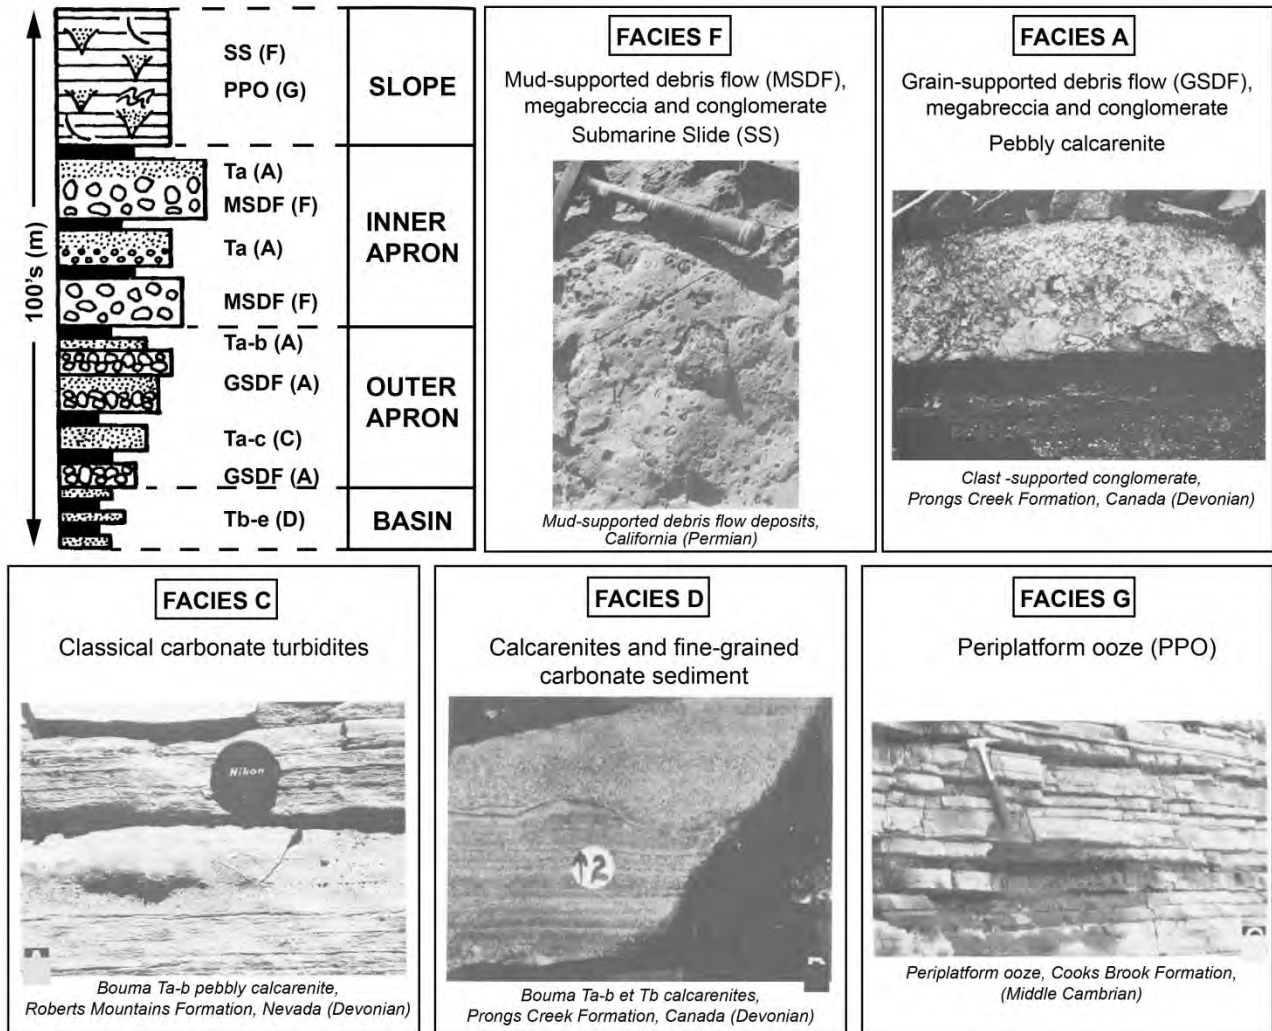 100's (m)
SS (F)
PPO (G)
SLOPE
Ta (A)
MSDF (F)
Ta (A)
MSDF (F)
INNER
APRON
Ta-b (A)
GSDF (A)
Ta-c (C)
GSDF (A)
OUTER
APRON
Tb-e (D)
BASIN
FACIES F
Mud-supported debris flow (MSDF),
megabreccia and conglomerate
Submarine Slide (SS)
Mud-supported debris flow deposits,
California (Permian)
FACIES A
Grain-supported debris flow (GSDF),
megabreccia and conglomerate
Pebbly calcarenite
Clast -supported conglomerate,
Prongs Creek Formation, Canada (Devonian)
FACIES C
Classical carbonate turbidites
Nikon
A
Bouma Ta-b pebbly calcarenite,
Roberts Mountains Formation, Nevada (Devonian)
FACIES D
Calcarenites and fine-grained
carbonate sediment
2
Bouma Ta-b et Tb calcarenites,
Prongs Creek Formation, Canada (Devonian)
FACIES G
Periplatform ooze (PPO)
C
Periplatform ooze, Cooks Brook Formation,
(Middle Cambrian)